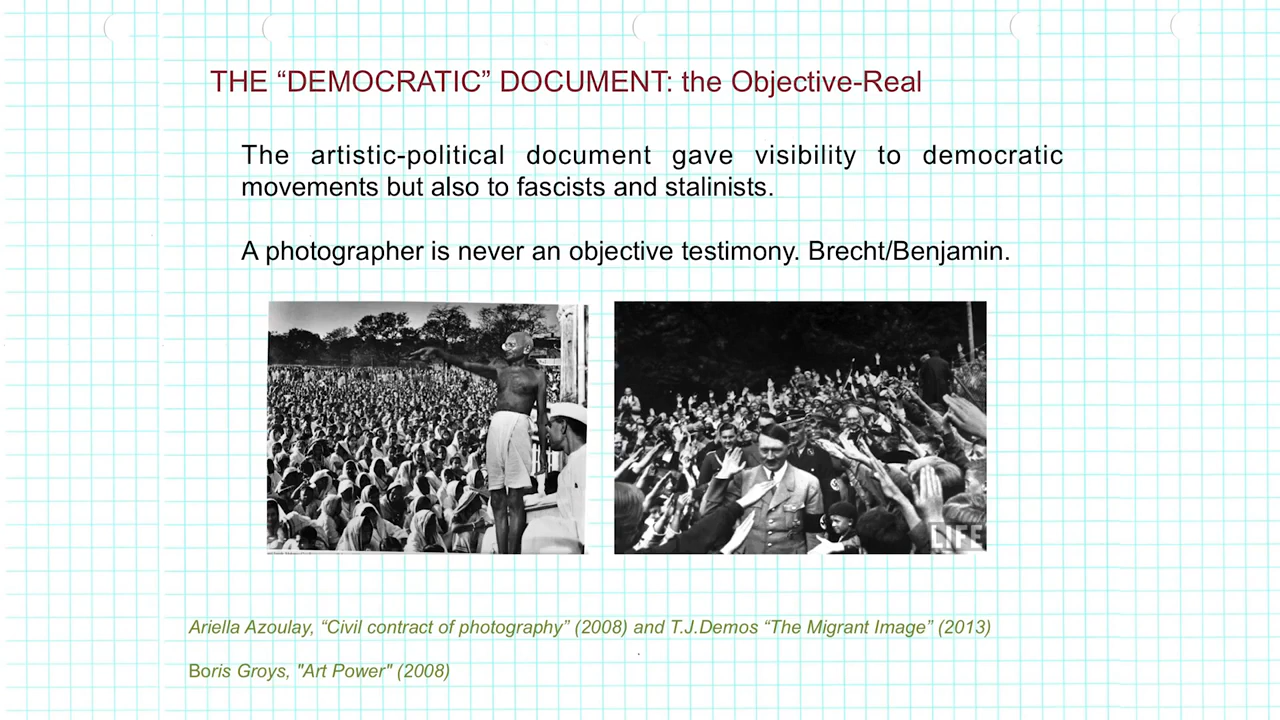 THE “DEMOCRATIC” DOCUMENT: the Objective-Real
The artistic-political document gave visibility to democratic
movements but also to fascists and stalinists.
A photographer is never an objective testimony. Brecht/Benjamin.
LIFE
Ariella Azoulay, “Civil contract of photography” (2008) and T.J.Demos “The Migrant Image” (2013)
Boris Groys, "Art Power" (2008)